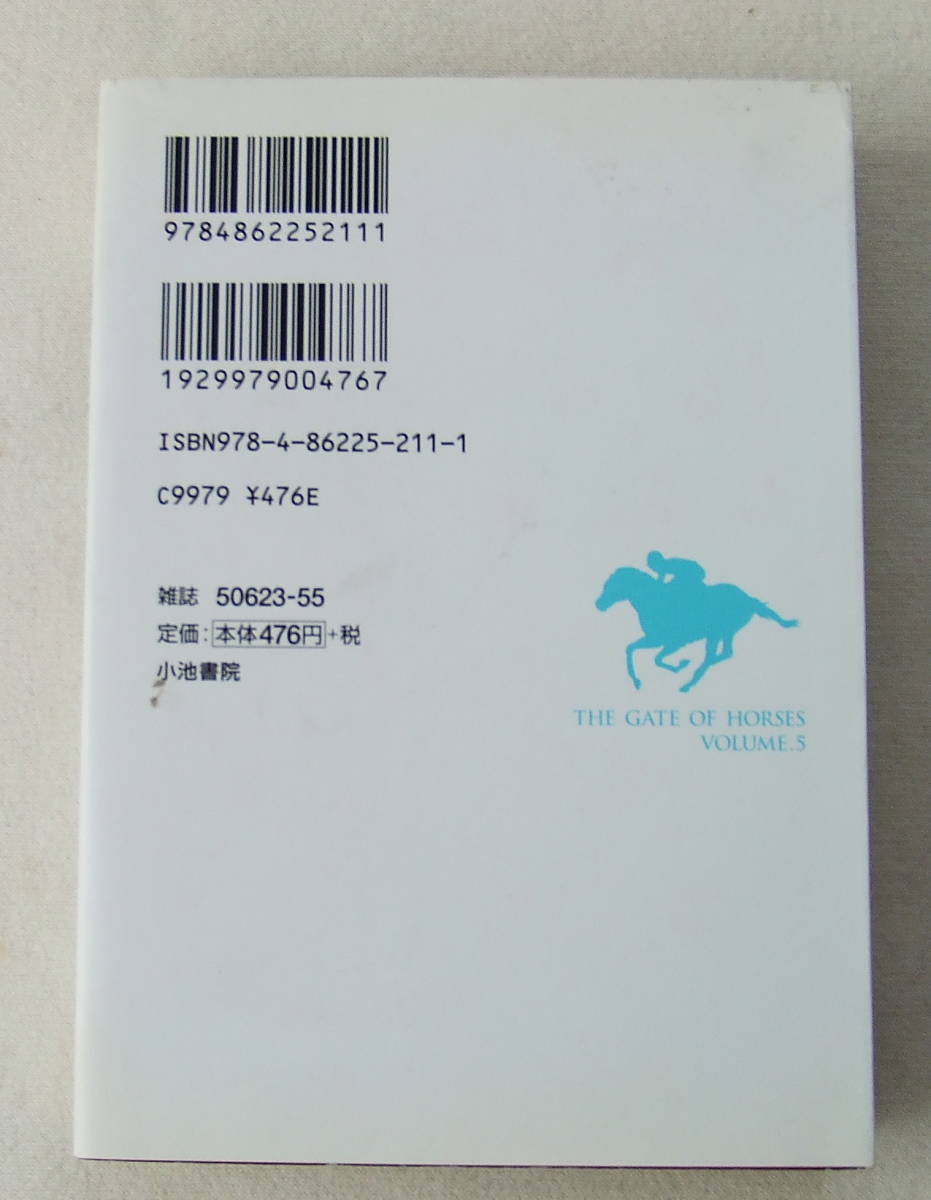 9784862252111
1929979004767
ISBN978-4-86225-211-1
C9979 ¥476E
雑誌 50623-55
定価:本体476円+税
小池書院
THE GATE OF HORSES
VOLUME.5